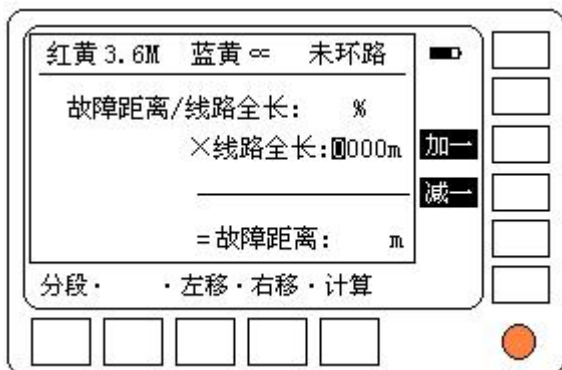 红黄3.6M 蓝黄∝ 未环路
故障距离/线路全长： %
×线路全长：0000m
加一
减一
=故障距离： m
分段· ·左移·右移·计算